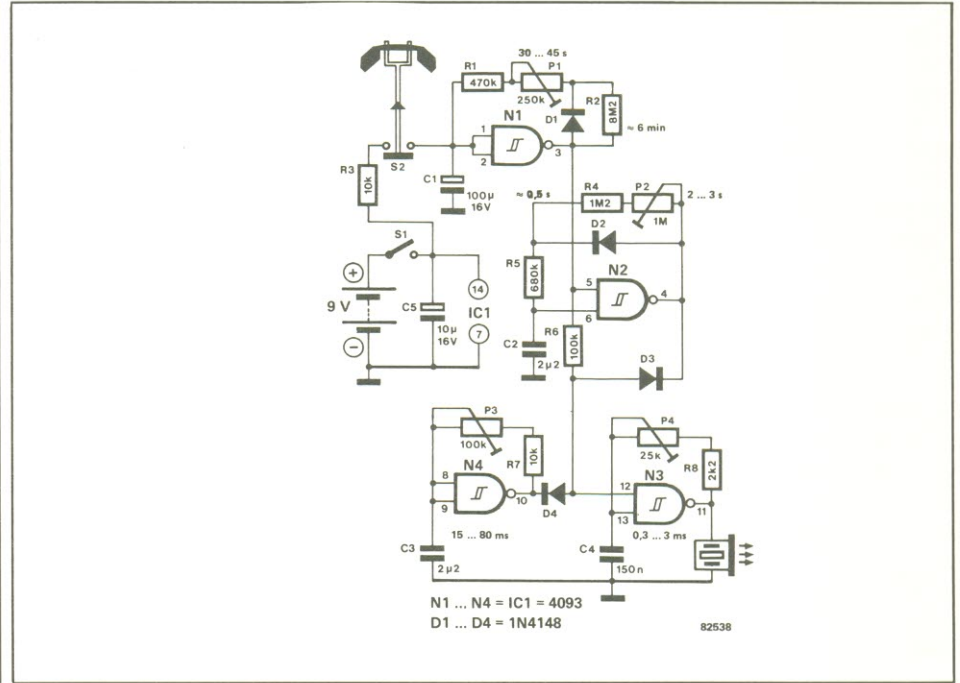 30 ... 45 s
R1
P1
470k
250k
R2
8M2
N1
D1
≈ 6 min
1
2
3
S2
R3
10k
C1
100µ
16V
≈ 0,5 s
R4
P2
2 ... 3 s
1M2
1M
D2
S1
R5
680k
N2
+
14
5
4
9 V
C5
IC1
6
10µ
16V
7
R6
100k
−
C2
2µ2
D3
P3
P4
100k
25k
R7
10k
R8
2k2
N4
N3
8
9
10
12
11
13
D4
15 ... 80 ms
0,3 ... 3 ms
C3
2µ2
C4
150n
N1 ... N4 = IC1 = 4093
D1 ... D4 = 1N4148
82538